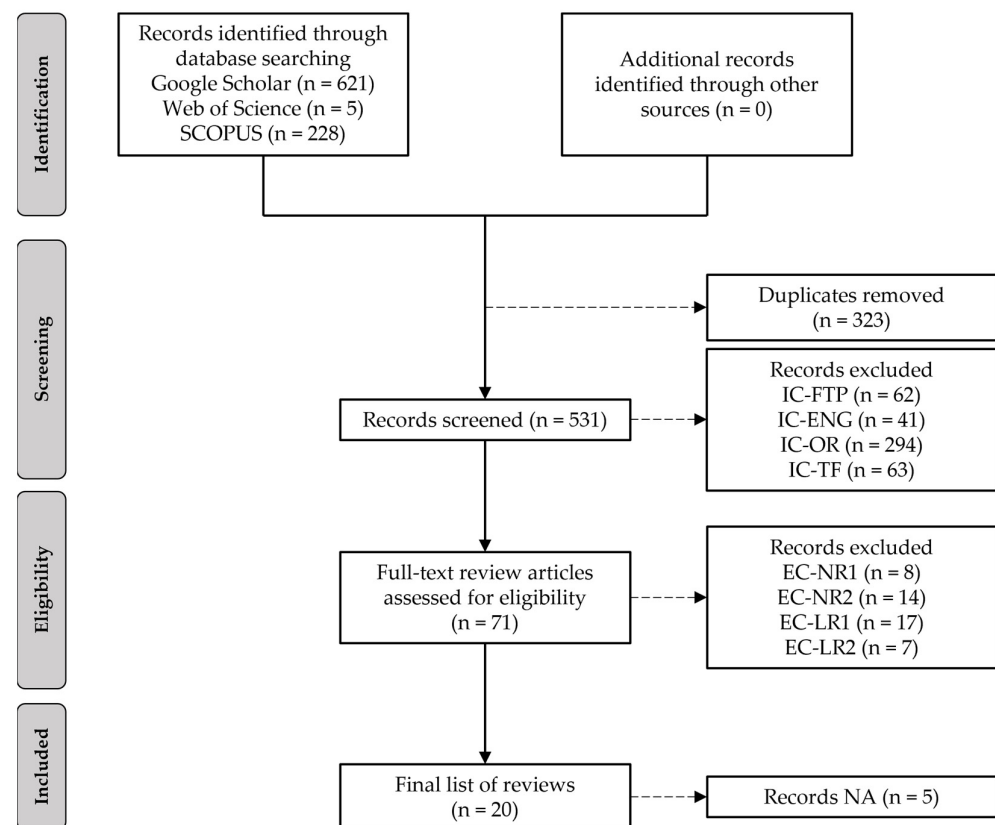 Identification
Records identified through
database searching
Google Scholar (n = 621)
Web of Science (n = 5)
SCOPUS (n = 228)
Additional records
identified through other
sources (n = 0)
Screening
Duplicates removed
(n = 323)
Records screened (n = 531)
Records excluded
IC-FTP (n = 62)
IC-ENG (n = 41)
IC-OR (n = 294)
IC-TF (n = 63)
Eligibility
Full-text review articles
assessed for eligibility
(n = 71)
Records excluded
EC-NR1 (n = 8)
EC-NR2 (n = 14)
EC-LR1 (n = 17)
EC-LR2 (n = 7)
Included
Final list of reviews
(n = 20)
Records NA (n = 5)